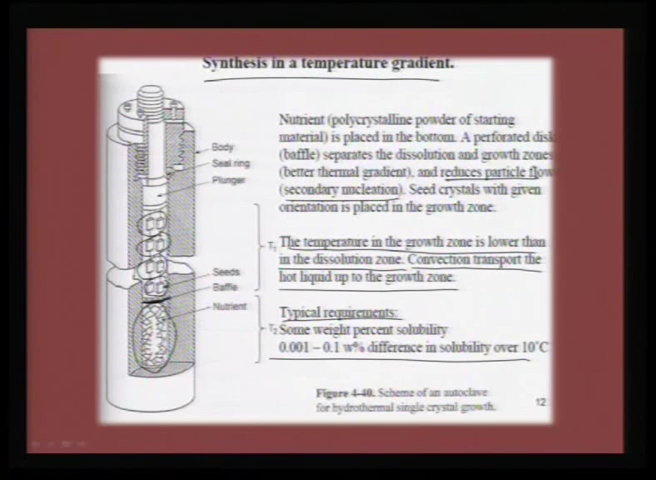 Synthesis in a temperature gradient.
Nutrient (polycrystalline powder of starting
material) is placed in the bottom. A perforated disk
(baffle) separates the dissolution and growth zones
(better thermal gradient), and reduces particle flow
(secondary nucleation). Seed crystals with given
orientation is placed in the growth zone.
Body
Seal ring
Plunger
T₁ The temperature in the growth zone is lower than
in the dissolution zone. Convection transport the
hot liquid up to the growth zone.
Seeds
Baffle
Nutrient
Typical requirements:
T₂ Some weight percent solubility
0.001 – 0.1 w% difference in solubility over 10°C
Figure 4-40. Scheme of an autoclave
for hydrothermal single crystal growth.
12